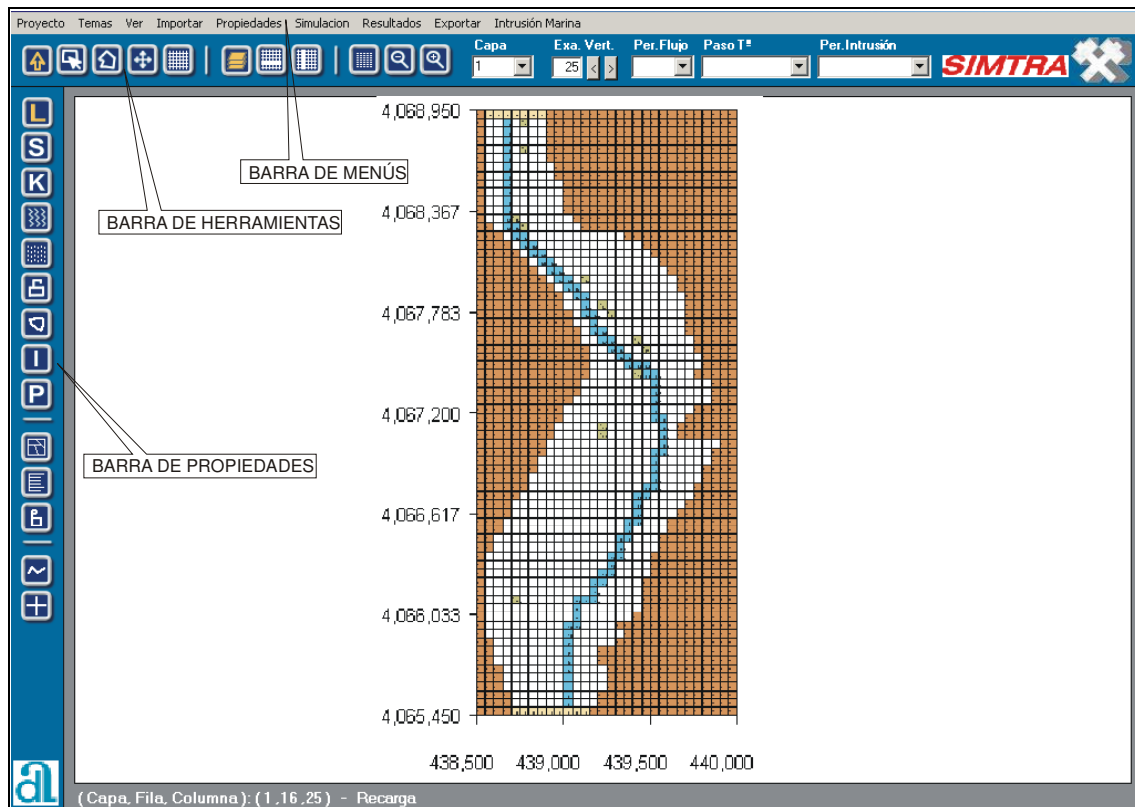 Proyecto Temas Ver Importar Propiedades Simulacion Resultados Exportar Intrusión Marina
Capa Exa. Vert. Per.Flujo Paso Tª Per.Intrusión
1 25 < >
SIMTRA
L
S
K
I
P
4,068,950
BARRA DE MENÚS
4,068,367
BARRA DE HERRAMIENTAS
4,067,783
4,067,200
BARRA DE PROPIEDADES
4,066,617
4,066,033
4,065,450
438,500 439,000 439,500 440,000
(Capa, Fila, Columna): (1,16,25) - Recarga